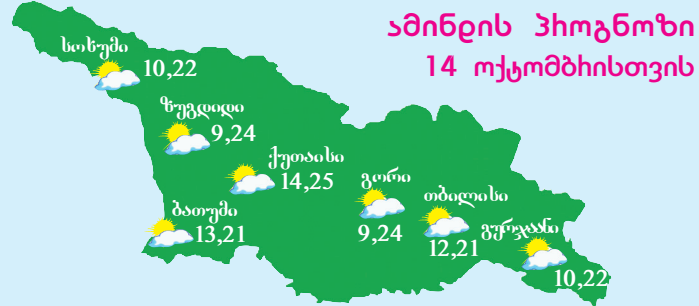 ამინდის პროგნოზი
14 ოქტომბრისთვის
სოხუმი
10,22
ზუგდიდი
9,24
ქუთაისი
14,25
გორი
9,24
თბილისი
12,21
ბათუმი
13,21
გურჯაანი
10,22